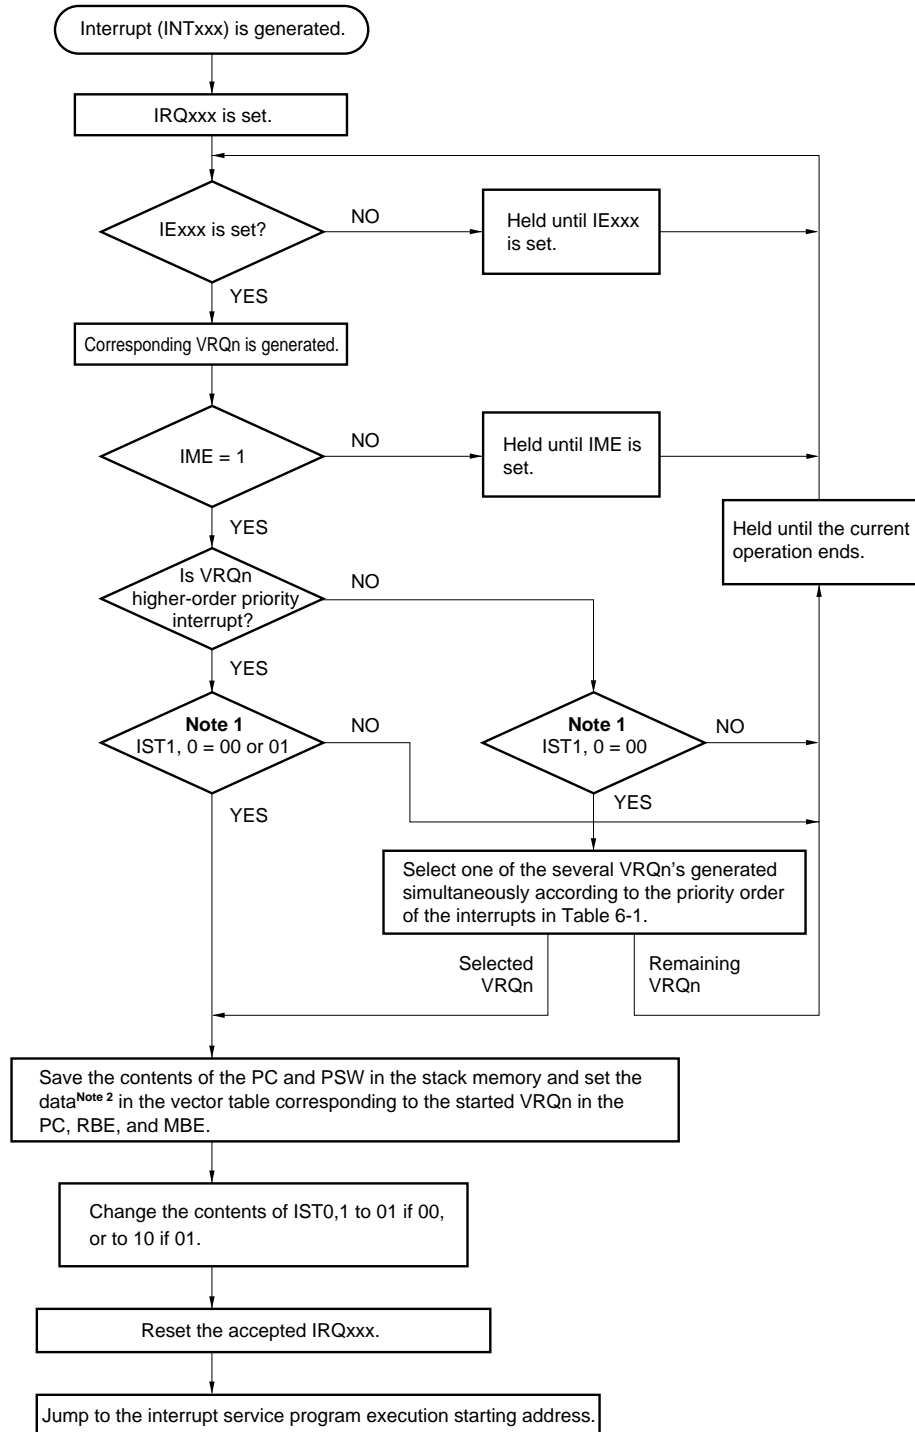 Interrupt (INTxxx) is generated.
IRQxxx is set.
IExxx is set?
NO
Held until IExxx
is set.
YES
Corresponding VRQn is generated.
IME = 1
NO
Held until IME is
set.
YES
Held until the current
operation ends.
Is VRQn
higher-order priority
interrupt?
NO
YES
Note 1
IST1, 0 = 00 or 01
NO
Note 1
IST1, 0 = 00
NO
YES
YES
Select one of the several VRQn’s generated
simultaneously according to the priority order
of the interrupts in Table 6-1.
Selected
VRQn
Remaining
VRQn
Save the contents of the PC and PSW in the stack memory and set the
data Note 2 in the vector table corresponding to the started VRQn in the
PC, RBE, and MBE.
Change the contents of IST0,1 to 01 if 00,
or to 10 if 01.
Reset the accepted IRQxxx.
Jump to the interrupt service program execution starting address.